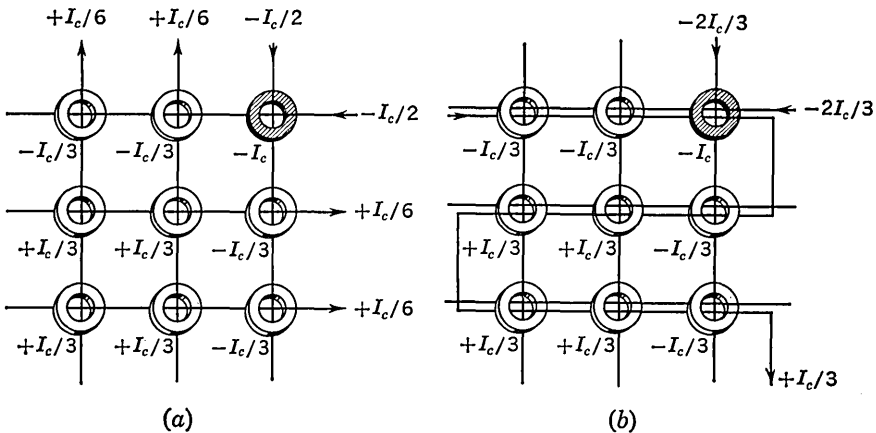 +I_c/6 +I_c/6 −I_c/2 −2I_c/3
−I_c/2 −2I_c/3
−I_c/3 −I_c/3 −I_c −I_c/3 −I_c/3 −I_c
+I_c/6
+I_c/3 +I_c/3 −I_c/3 +I_c/3 +I_c/3 −I_c/3
+I_c/6
+I_c/3 +I_c/3 −I_c/3 +I_c/3 +I_c/3 −I_c/3
+I_c/3
(a) (b)